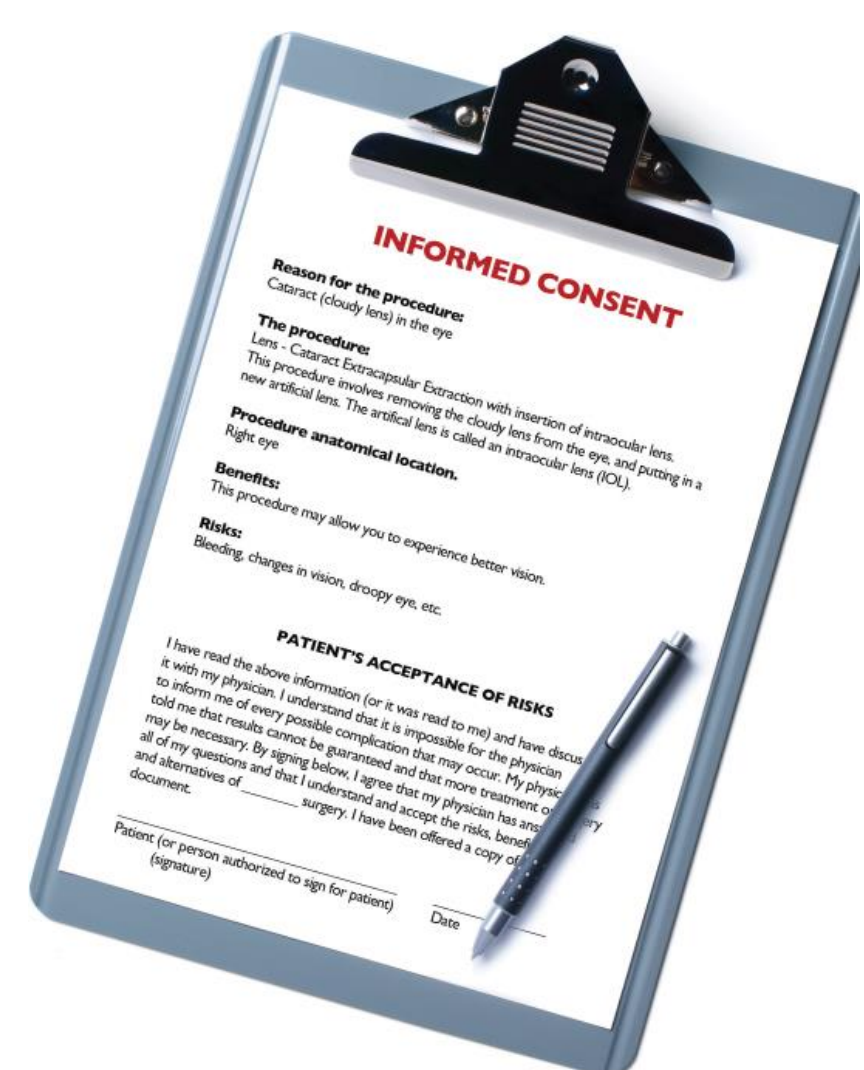 INFORMED CONSENT
Reason for the procedure:
Cataract (cloudy lens) in the eye
The procedure:
Lens - Cataract Extracapsular Extraction with insertion of intraocular lens.
This procedure involves removing the cloudy lens from the eye, and putting in a
new artificial lens. The artifical lens is called an intraocular lens (IOL).
Procedure anatomical location.
Right eye
Benefits:
This procedure may allow you to experience better vision.
Risks:
Bleeding, changes in vision, droopy eye, etc.
PATIENT'S ACCEPTANCE OF RISKS
I have read the above information (or it was read to me) and have discus
it with my physician. I understand that it is impossible for the physician
to inform me of every possible complication that may occur. My physic
told me that results cannot be guaranteed and that more treatment or ery
may be necessary. By signing below, I agree that my physician has ans
all of my questions and that I understand and accept the risks, benef
and alternatives of ________ surgery. I have been offered a copy of
document.
Patient (or person authorized to sign for patient)
(signature)
Date